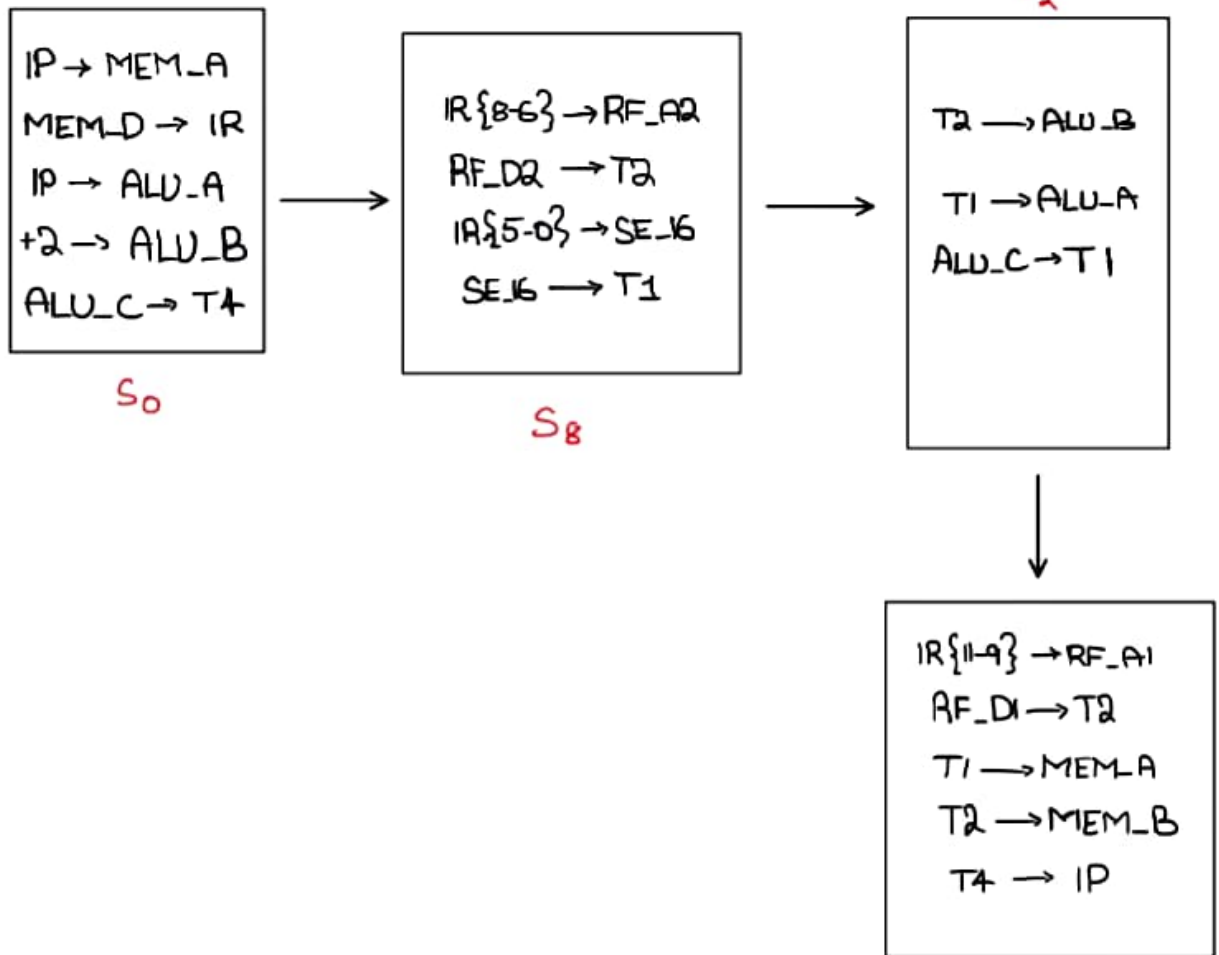 IP → MEM_A
MEM_D → IR
IP → ALU_A
+2 → ALU_B
ALU_C → T4
S0
IR{8-6} → RF_A2
RF_D2 → T2
IR{5-0} → SE_16
SE_16 → T1
S8
T2 → ALU_B
T1 → ALU_A
ALU_C → T1
IR{11-9} → RF_A1
RF_D1 → T2
T1 → MEM_A
T2 → MEM_B
T4 → IP